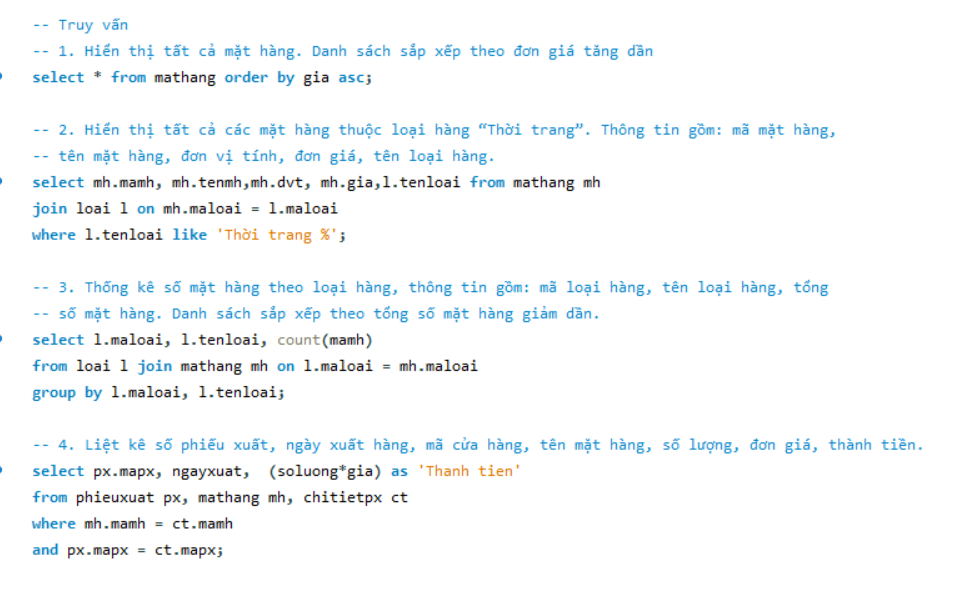 -- Truy vấn
-- 1. Hiển thị tất cả mặt hàng. Danh sách sắp xếp theo đơn giá tăng dần
select * from mathang order by gia asc;
-- 2. Hiển thị tất cả các mặt hàng thuộc loại hàng “Thời trang”. Thông tin gồm: mã mặt hàng,
-- tên mặt hàng, đơn vị tính, đơn giá, tên loại hàng.
select mh.mamh, mh.tenmh,mh.dvt, mh.gia,l.tenloai from mathang mh
join loai l on mh.maloai = l.maloai
where l.tenloai like 'Thời trang %';
-- 3. Thống kê số mặt hàng theo loại hàng, thông tin gồm: mã loại hàng, tên loại hàng, tổng
-- số mặt hàng. Danh sách sắp xếp theo tổng số mặt hàng giảm dần.
select l.maloai, l.tenloai, count(mamh)
from loai l join mathang mh on l.maloai = mh.maloai
group by l.maloai, l.tenloai;
-- 4. Liệt kê số phiếu xuất, ngày xuất hàng, mã cửa hàng, tên mặt hàng, số lượng, đơn giá, thành tiền.
select px.mapx, ngayxuat,  (soluong*gia) as 'Thanh tien'
from phieuxuat px, mathang mh, chitietpx ct
where mh.mamh = ct.mamh
and px.mapx = ct.mapx;